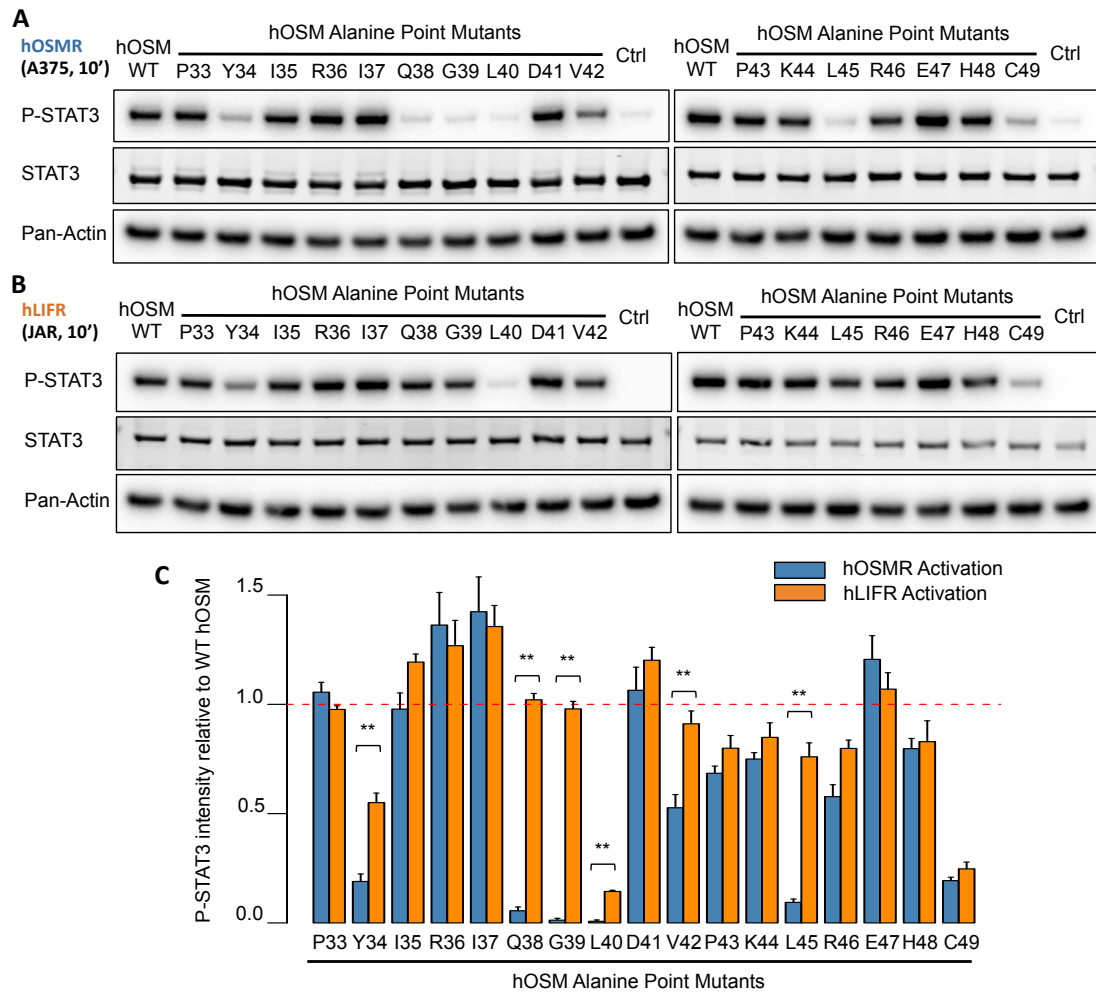 A
hOSMR
(A375, 10')
hOSM
WT
hOSM Alanine Point Mutants
P33 Y34 I35 R36 I37 Q38 G39 L40 D41 V42
Ctrl
hOSM
WT
hOSM Alanine Point Mutants
P43 K44 L45 R46 E47 H48 C49
Ctrl
P-STAT3
STAT3
Pan-Actin
B
hLIFR
(JAR, 10')
hOSM
WT
hOSM Alanine Point Mutants
P33 Y34 I35 R36 I37 Q38 G39 L40 D41 V42
Ctrl
hOSM
WT
hOSM Alanine Point Mutants
P43 K44 L45 R46 E47 H48 C49
Ctrl
P-STAT3
STAT3
Pan-Actin
C
P-STAT3 intensity relative to WT hOSM
1.5
1.0
0.5
0.0
hOSMR Activation
hLIFR Activation
**
**
**
**
**
**
P33 Y34 I35 R36 I37 Q38 G39 L40 D41 V42 P43 K44 L45 R46 E47 H48 C49
hOSM Alanine Point Mutants